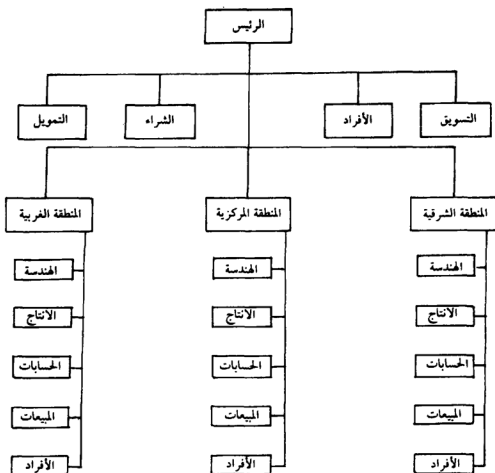 الرئيس
التسويق
الأفراد
الشراء
التمويل
المنطقة الشرقية
المنطقة المركزية
المنطقة الغربية
الهندسة
الهندسة
الهندسة
الانتاج
الانتاج
الانتاج
الحسابات
الحسابات
الحسابات
المبيعات
المبيعات
المبيعات
الأفراد
الأفراد
الأفراد